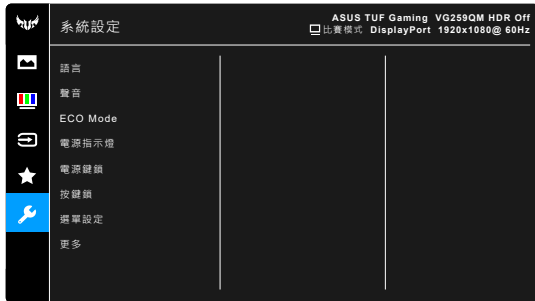 系統設定
ASUS TUF Gaming VG259QM HDR Off
比賽模式 DisplayPort 1920x1080@ 60Hz
語言
聲音
ECO Mode
電源指示燈
電源鍵鎖
按鍵鎖
選單設定
更多